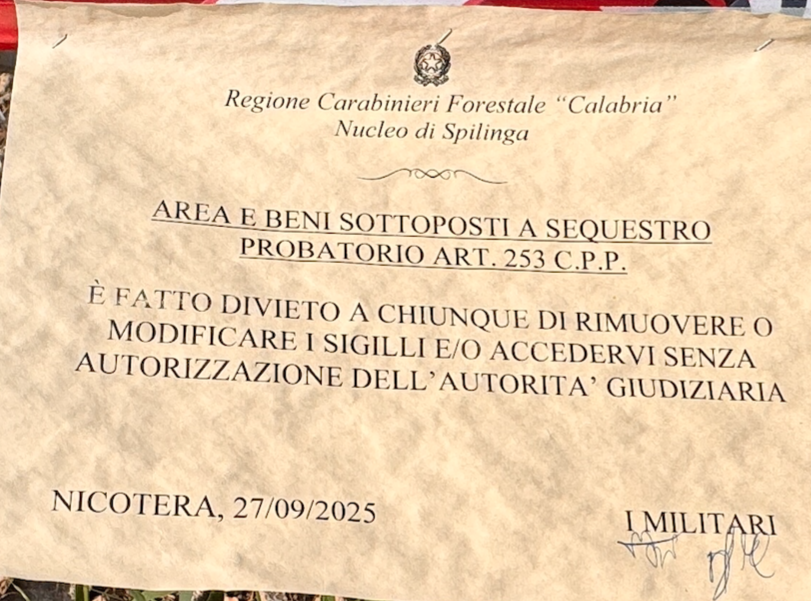 Regione Carabinieri Forestale “Calabria”
Nucleo di Spilinga
AREA E BENI SOTTOPOSTI A SEQUESTRO
PROBATORIO ART. 253 C.P.P.
È FATTO DIVIETO A CHIUNQUE DI RIMUOVERE O
MODIFICARE I SIGILLI E/O ACCEDERVI SENZA
AUTORIZZAZIONE DELL’AUTORITA’ GIUDIZIARIA
NICOTERA, 27/09/2025
I MILITARI